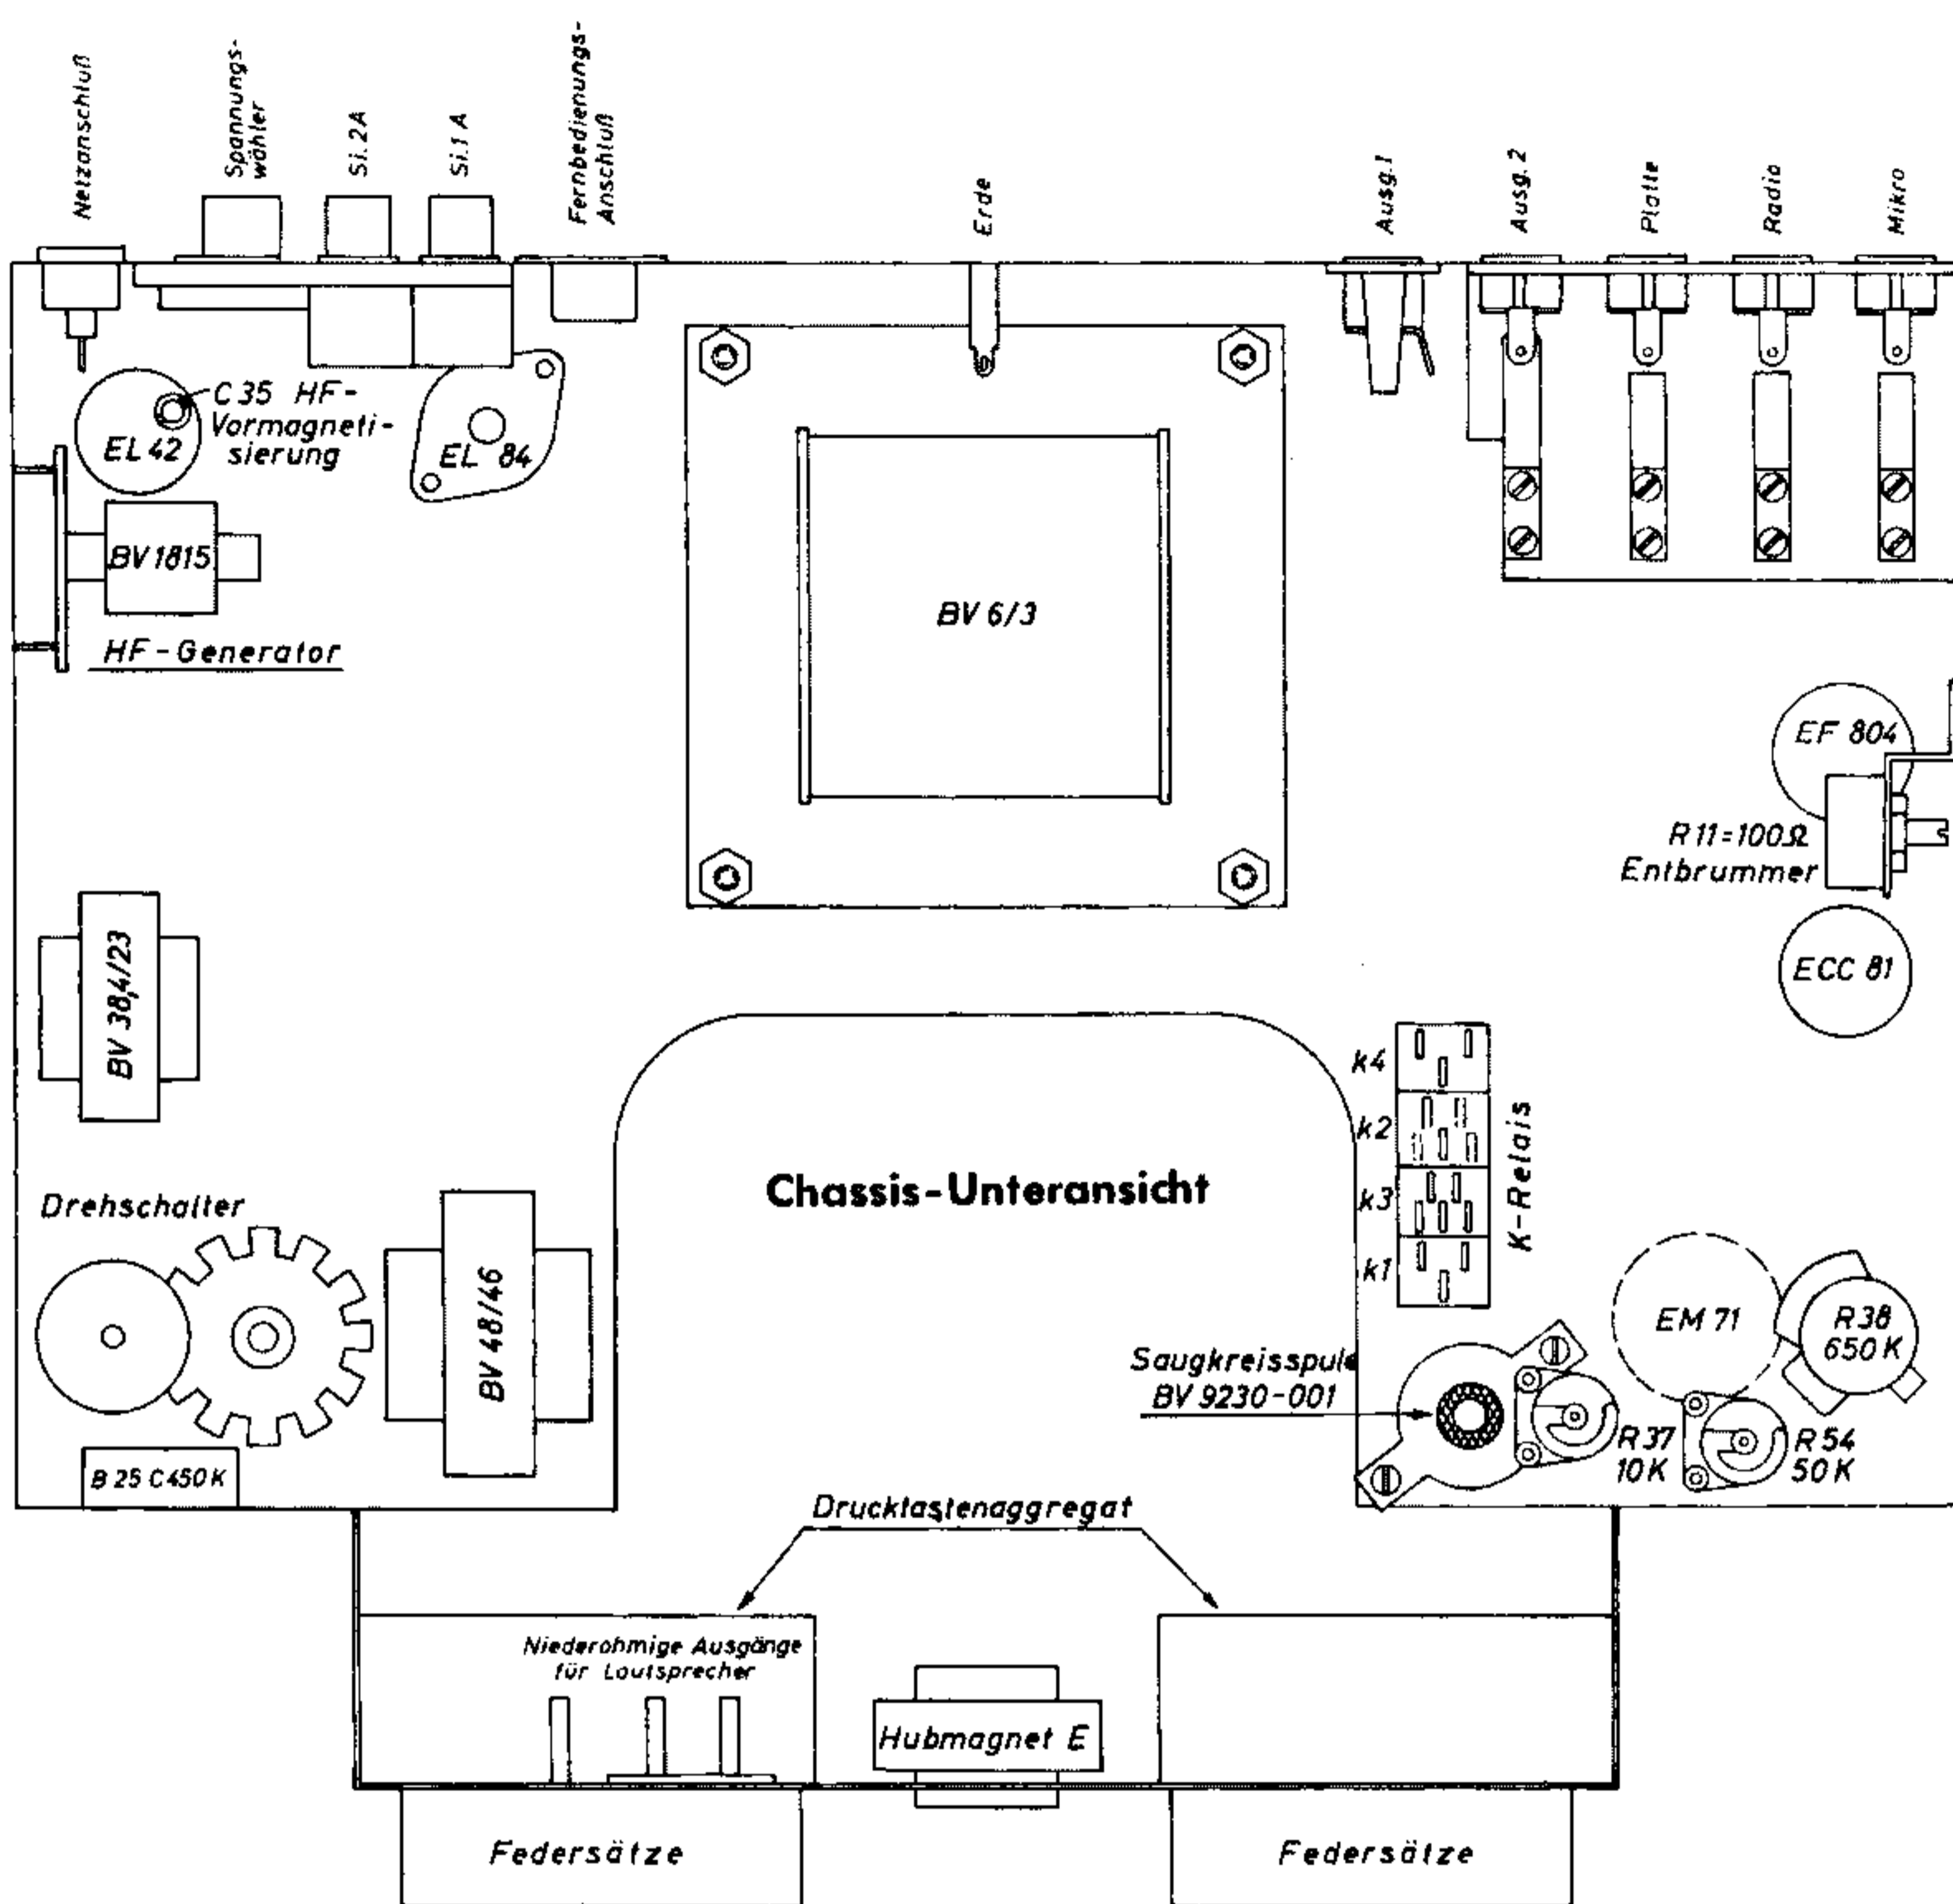 Netzanschluß
Spannungs-
wähler
Si.2A
Si.1A
Fernbedienungs-
Anschluß
Erde
Ausg.1
Ausg.2
Platte
Radio
Mikro
C 35 HF-
Vormagneti-
sierung
EL 42
EL 84
BV 1815
HF-Generator
BV 6/3
EF 804
R 11=100Ω
Entbrummer
ECC 81
BV 38,4/23
k4
k2
k3
k1
K-Relais
Chassis-Unteransicht
Drehschalter
BV 48/46
EM 71
R 38
650 K
Saugkreisspule
BV 9230-001
R 37
10 K
R 54
50 K
B 25 C 450 K
Drucktastenaggregat
Niederohmige Ausgänge
für Lautsprecher
Hubmagnet E
Federsätze
Federsätze